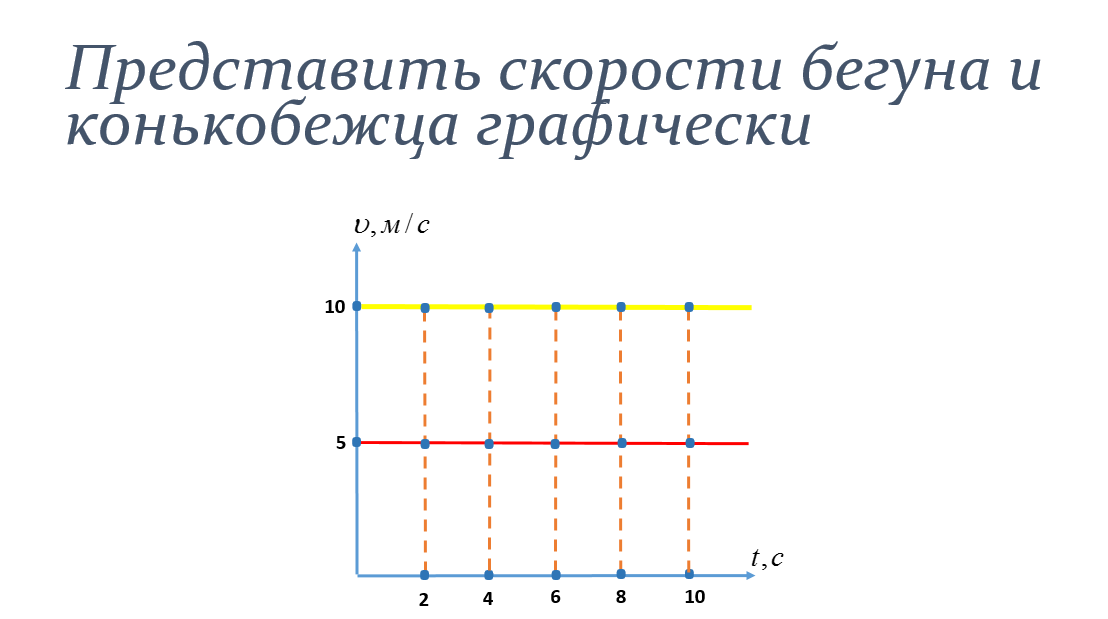 Представить скорости бегуна и
конькобежца графически
υ, м / с
10
5
t, с
2 4 6 8 10